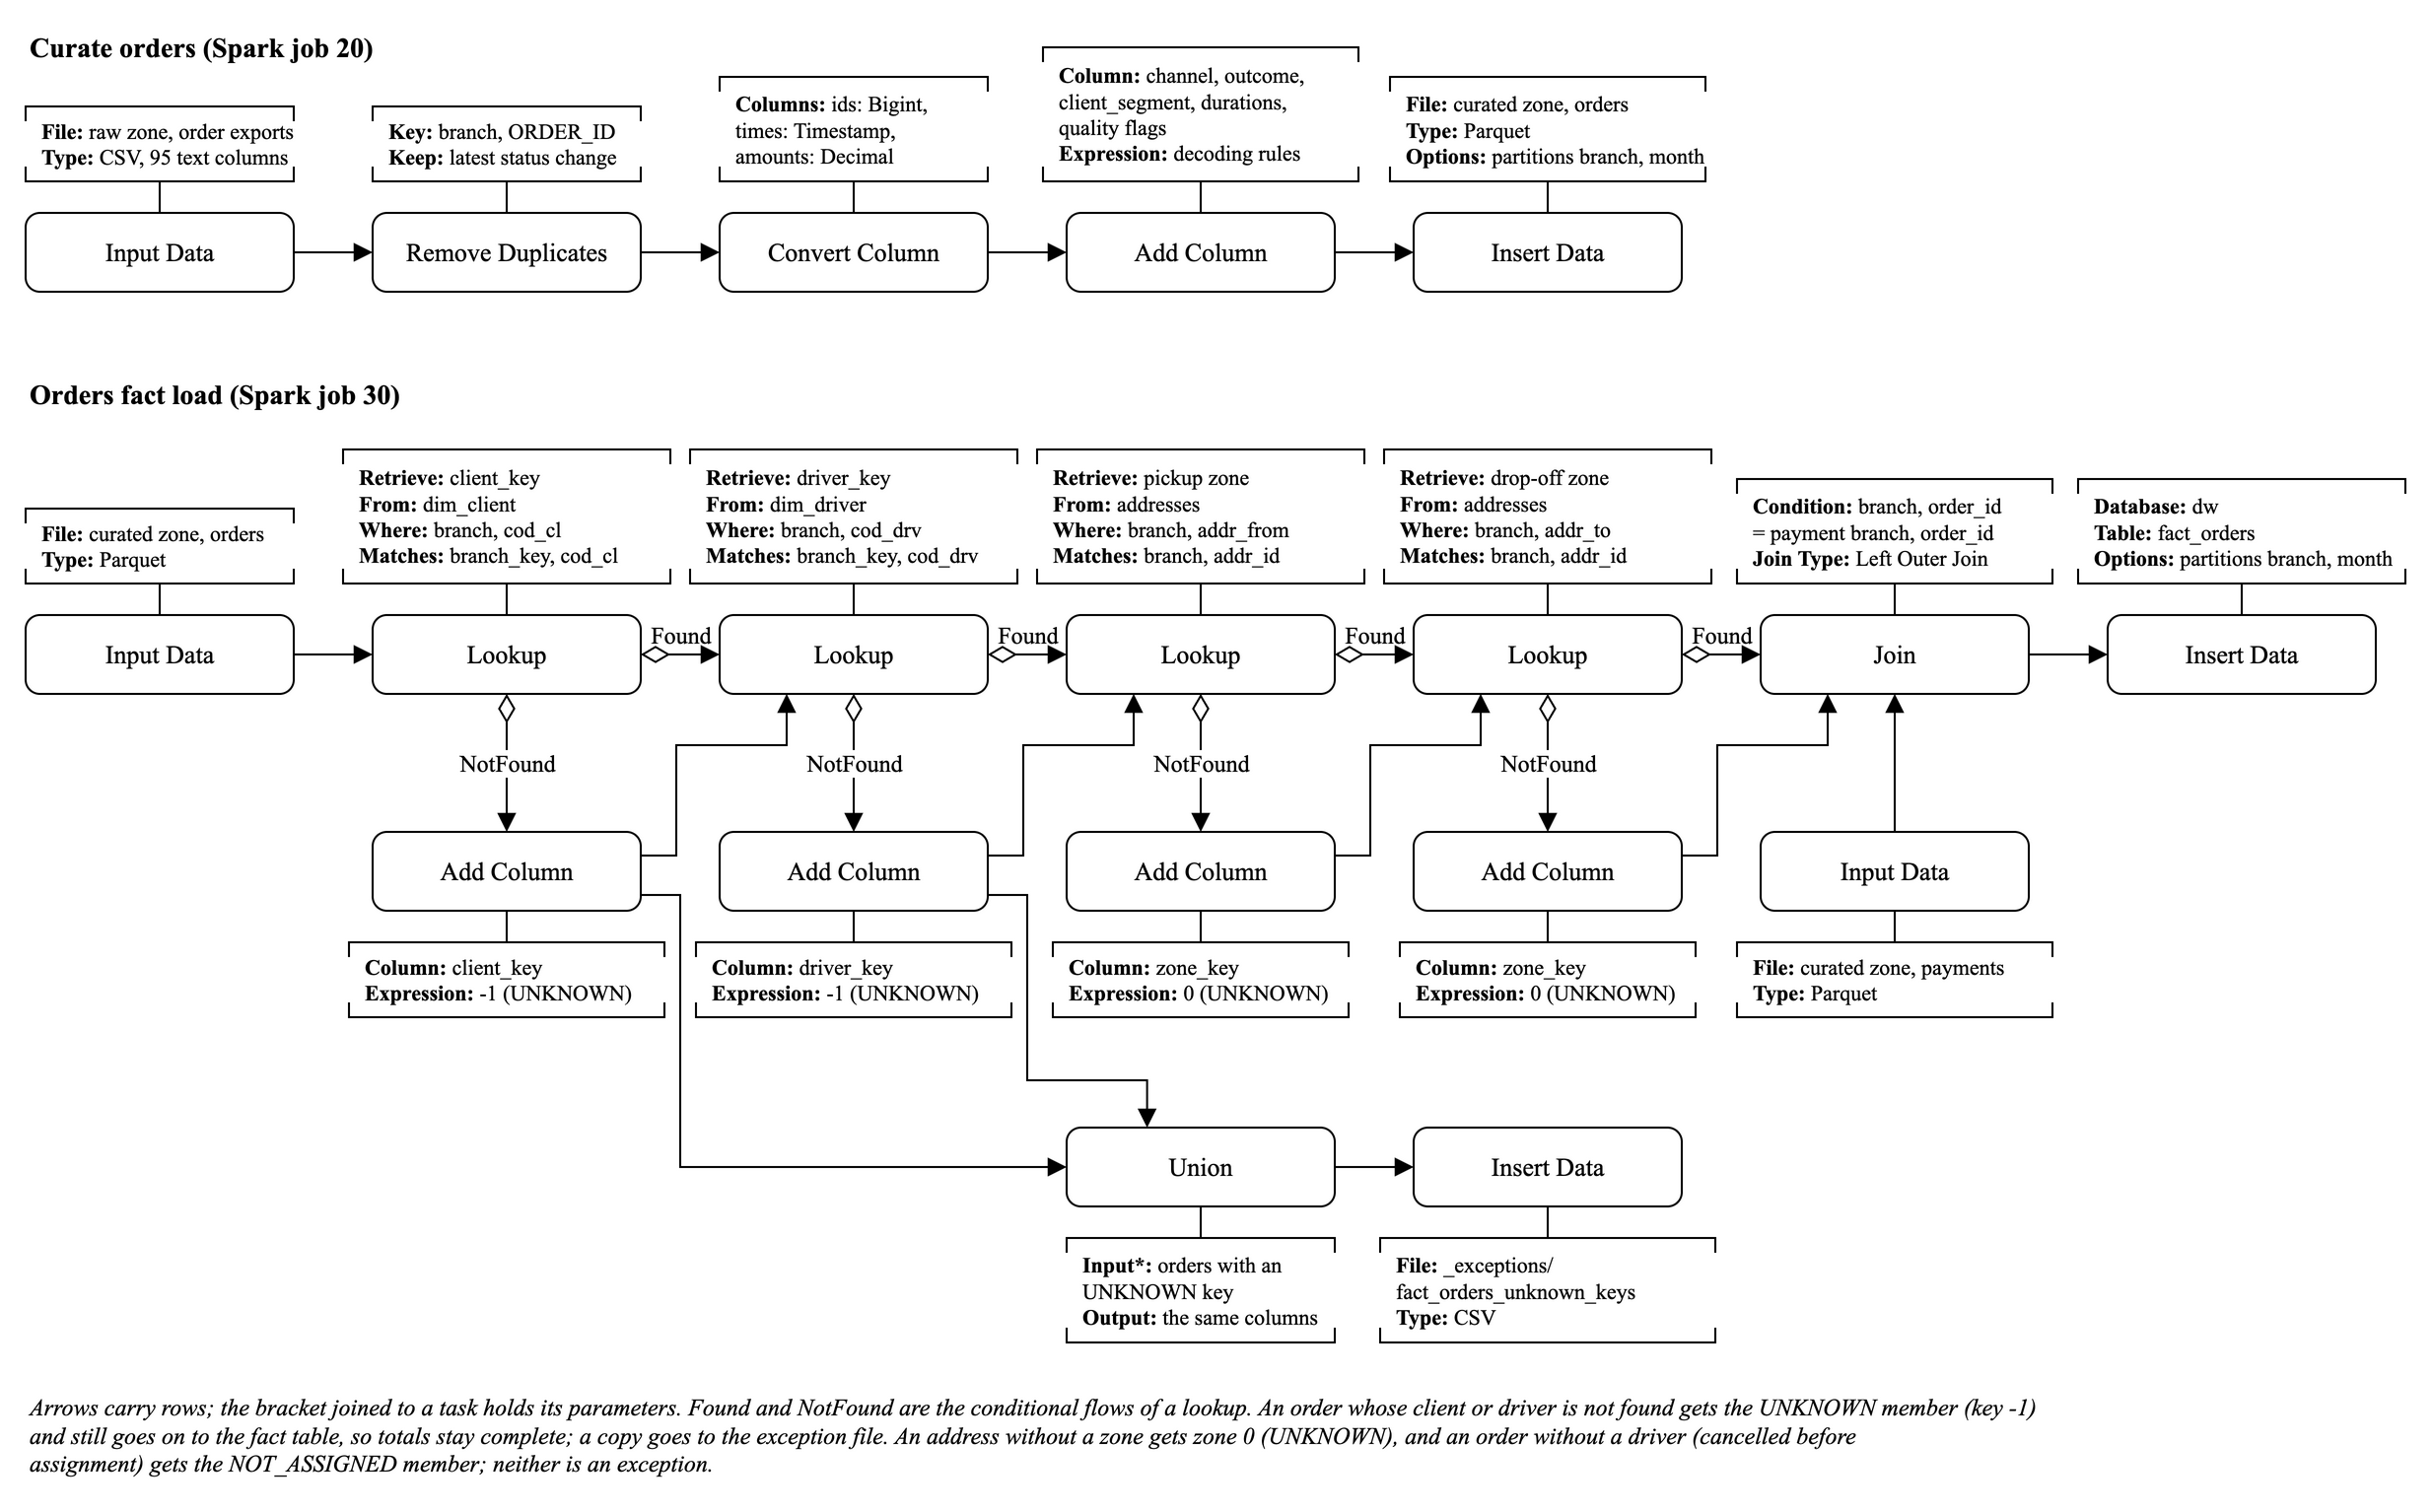 Curate orders (Spark job 20)
File: raw zone, order exports
Type: CSV, 95 text columns
Key: branch, ORDER_ID
Keep: latest status change
Columns: ids: Bigint,
times: Timestamp,
amounts: Decimal
Column: channel, outcome,
client_segment, durations,
quality flags
Expression: decoding rules
File: curated zone, orders
Type: Parquet
Options: partitions branch, month
Input Data
Remove Duplicates
Convert Column
Add Column
Insert Data
Orders fact load (Spark job 30)
File: curated zone, orders
Type: Parquet
Retrieve: client_key
From: dim_client
Where: branch, cod_cl
Matches: branch_key, cod_cl
Retrieve: driver_key
From: dim_driver
Where: branch, cod_drv
Matches: branch_key, cod_drv
Retrieve: pickup zone
From: addresses
Where: branch, addr_from
Matches: branch, addr_id
Retrieve: drop-off zone
From: addresses
Where: branch, addr_to
Matches: branch, addr_id
Condition: branch, order_id
= payment branch, order_id
Join Type: Left Outer Join
Database: dw
Table: fact_orders
Options: partitions branch, month
Input Data
Lookup
Found
Lookup
Found
Lookup
Found
Lookup
Found
Join
Insert Data
NotFound
NotFound
NotFound
NotFound
Add Column
Add Column
Add Column
Add Column
Input Data
Column: client_key
Expression: -1 (UNKNOWN)
Column: driver_key
Expression: -1 (UNKNOWN)
Column: zone_key
Expression: 0 (UNKNOWN)
Column: zone_key
Expression: 0 (UNKNOWN)
File: curated zone, payments
Type: Parquet
Union
Insert Data
Input*: orders with an
UNKNOWN key
Output: the same columns
File: _exceptions/
fact_orders_unknown_keys
Type: CSV
Arrows carry rows; the bracket joined to a task holds its parameters. Found and NotFound are the conditional flows of a lookup. An order whose client or driver is not found gets the UNKNOWN member (key -1)
and still goes on to the fact table, so totals stay complete; a copy goes to the exception file. An address without a zone gets zone 0 (UNKNOWN), and an order without a driver (cancelled before
assignment) gets the NOT_ASSIGNED member; neither is an exception.